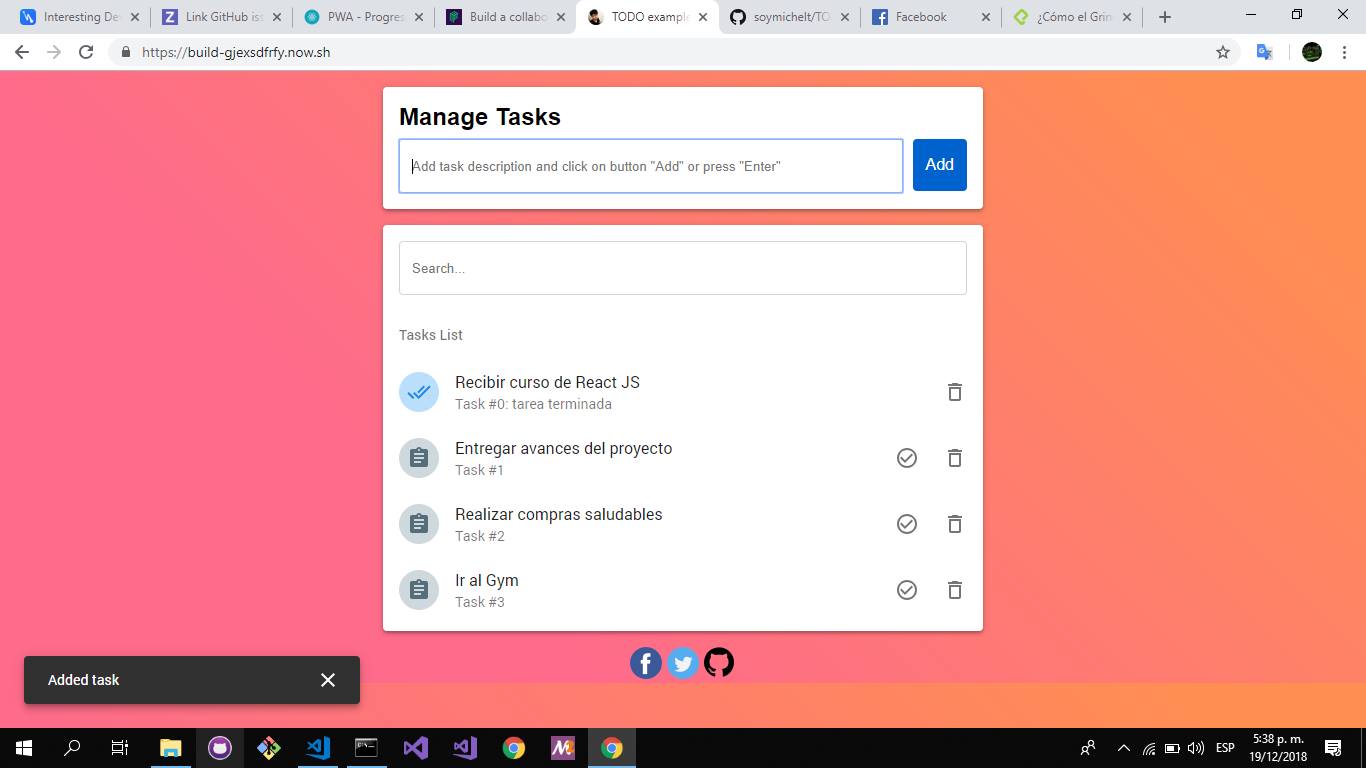 Interesting De
Link GitHub iss
PWA - Progres
Build a collabo
TODO example
soymichelt/TO
Facebook
¿Cómo el Grin
https://build-gjexsdfrfy.now.sh
Manage Tasks
Add task description and click on button "Add" or press "Enter"
Add
Search...
Tasks List
Recibir curso de React JS
Task #0: tarea terminada
Entregar avances del proyecto
Task #1
Realizar compras saludables
Task #2
Ir al Gym
Task #3
Added task
ESP
5:38 p. m.
19/12/2018